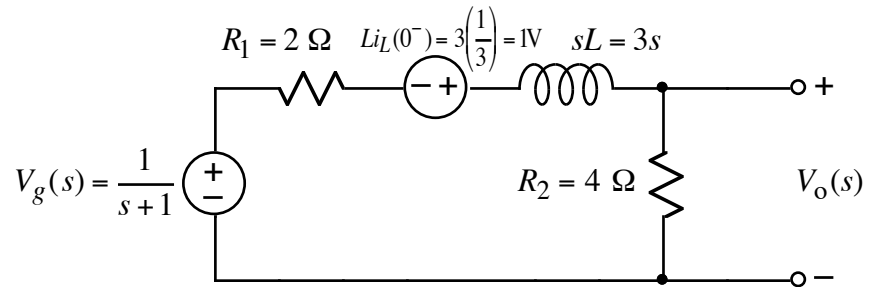 R₁ = 2 Ω
Li_L(0⁻) = 3(1/3) = 1V
sL = 3s
− +
+
V_g(s) = 1/(s+1)
+
−
R₂ = 4 Ω
V_o(s)
−